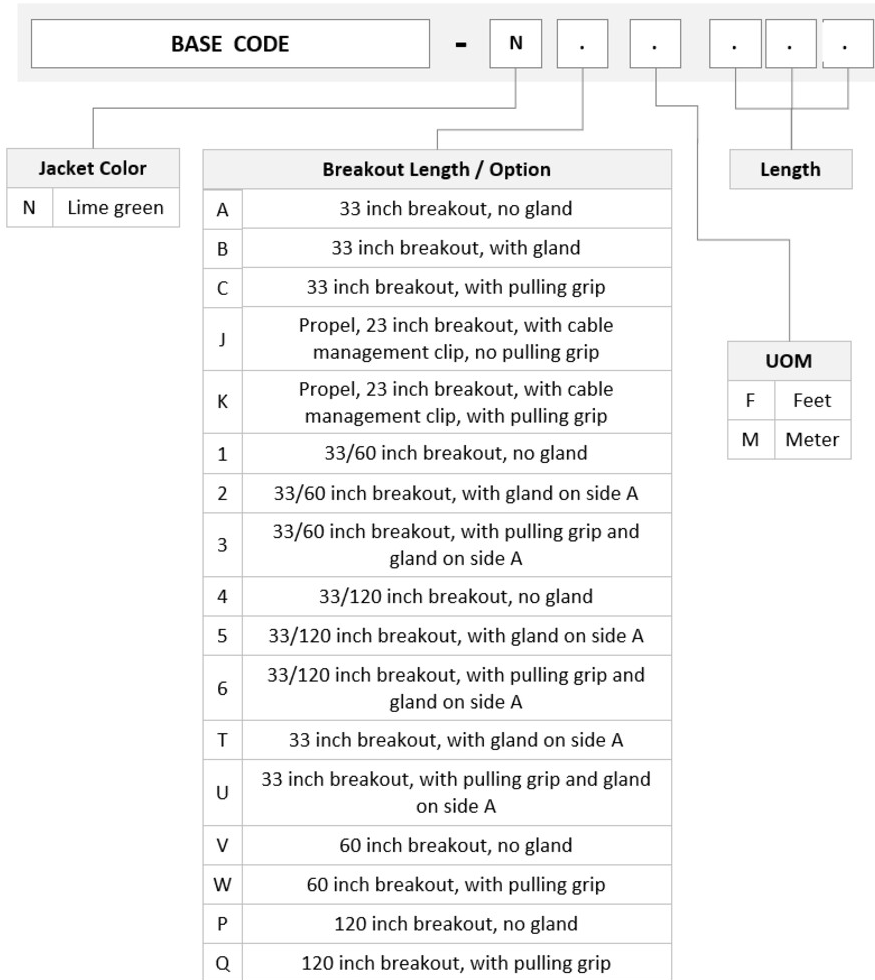 BASE CODE - N . . . . .
Jacket Color
N Lime green
Breakout Length / Option
A 33 inch breakout, no gland
B 33 inch breakout, with gland
C 33 inch breakout, with pulling grip
J Propel, 23 inch breakout, with cable
management clip, no pulling grip
K Propel, 23 inch breakout, with cable
management clip, with pulling grip
1 33/60 inch breakout, no gland
2 33/60 inch breakout, with gland on side A
3 33/60 inch breakout, with pulling grip and
gland on side A
4 33/120 inch breakout, no gland
5 33/120 inch breakout, with gland on side A
6 33/120 inch breakout, with pulling grip and
gland on side A
T 33 inch breakout, with gland on side A
U 33 inch breakout, with pulling grip and gland
on side A
V 60 inch breakout, no gland
W 60 inch breakout, with pulling grip
P 120 inch breakout, no gland
Q 120 inch breakout, with pulling grip
Length
UOM
F Feet
M Meter